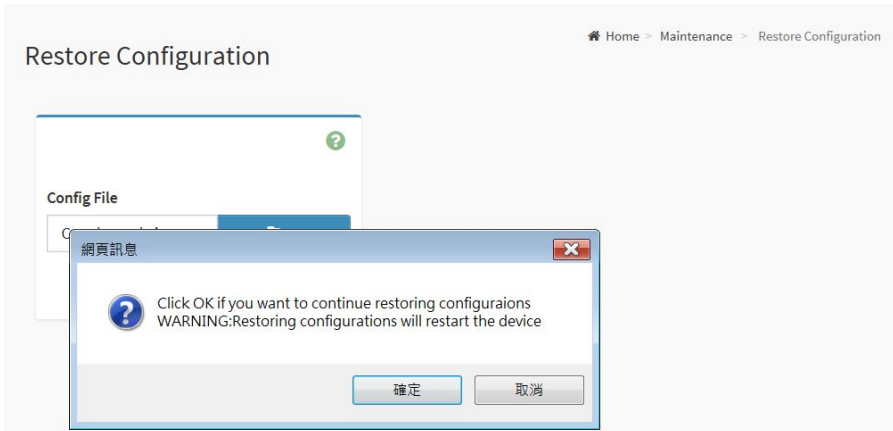 Home > Maintenance > Restore Configuration
Restore Configuration
Config File
網頁訊息
Click OK if you want to continue restoring configuraions
WARNING:Restoring configurations will restart the device
確定
取消